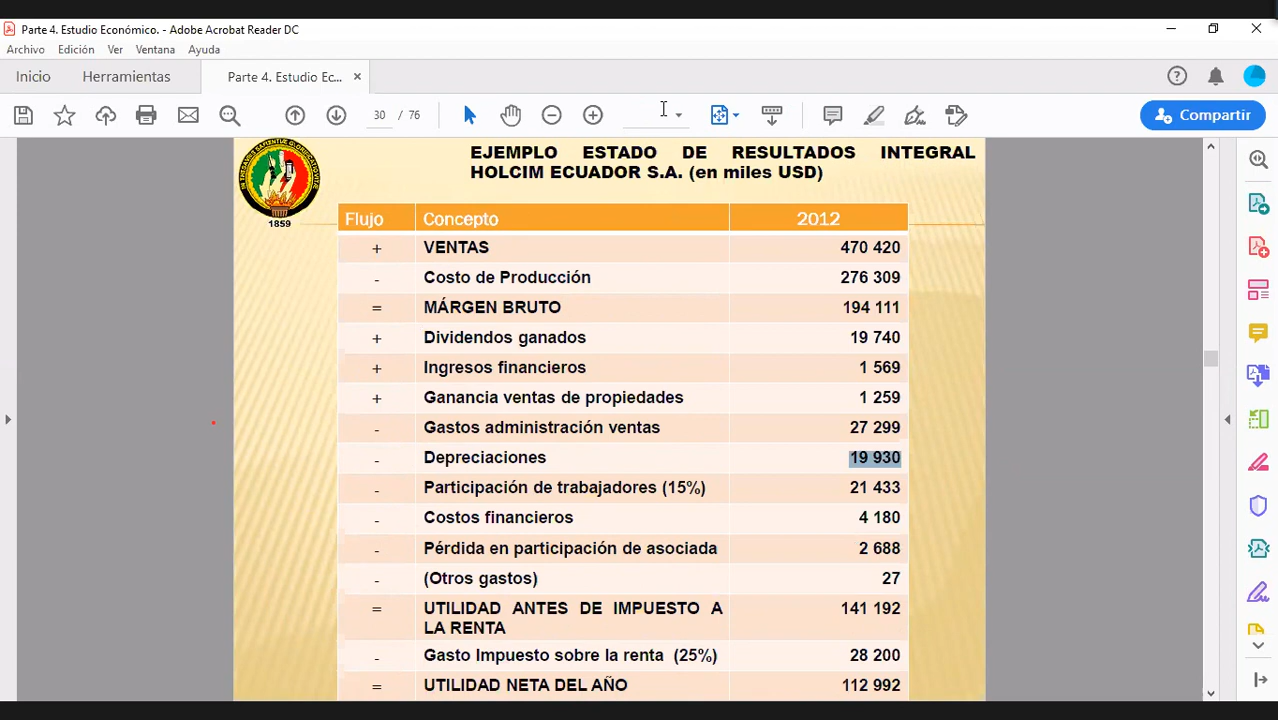 Parte 4. Estudio Económico. - Adobe Acrobat Reader DC
Archivo Edición Ver Ventana Ayuda
Inicio Herramientas Parte 4. Estudio Ec... ×
30 / 76 Compartir
EJEMPLO ESTADO DE RESULTADOS INTEGRAL
HOLCIM ECUADOR S.A. (en miles USD)
1859
Flujo Concepto 2012
+ VENTAS 470 420
- Costo de Producción 276 309
= MÁRGEN BRUTO 194 111
+ Dividendos ganados 19 740
+ Ingresos financieros 1 569
+ Ganancia ventas de propiedades 1 259
- Gastos administración ventas 27 299
- Depreciaciones 19 930
- Participación de trabajadores (15%) 21 433
- Costos financieros 4 180
- Pérdida en participación de asociada 2 688
- (Otros gastos) 27
= UTILIDAD ANTES DE IMPUESTO A 141 192
LA RENTA
- Gasto Impuesto sobre la renta (25%) 28 200
= UTILIDAD NETA DEL AÑO 112 992